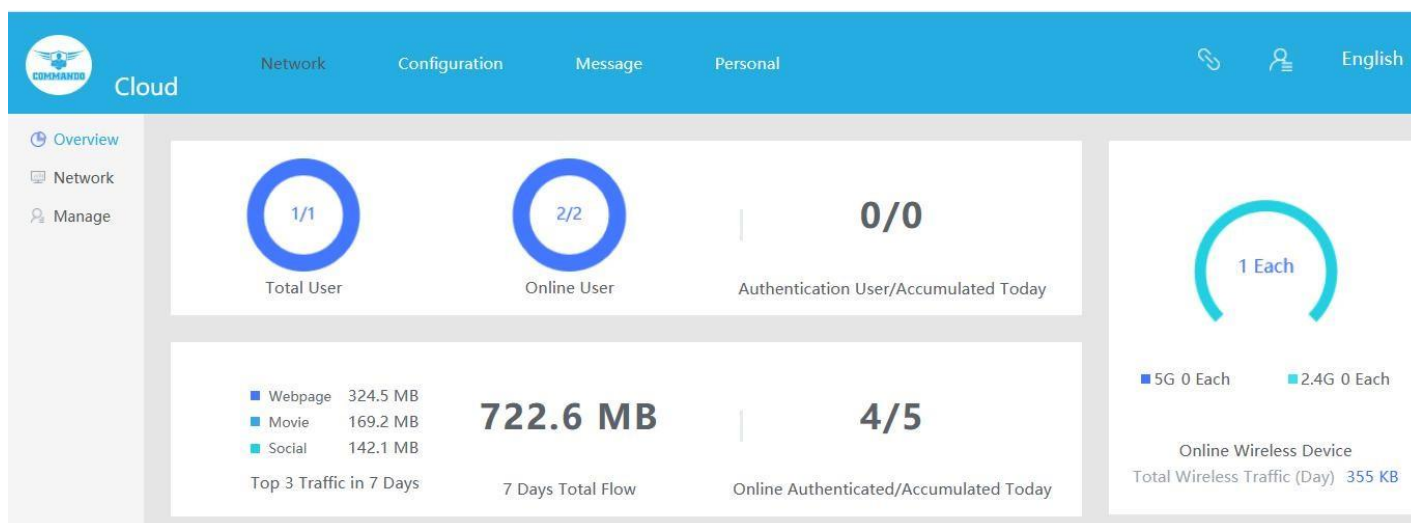 COMMANDO
Cloud
Network
Configuration
Message
Personal
English
Overview
Network
Manage
1/1
Total User
2/2
Online User
0/0
Authentication User/Accumulated Today
Webpage 324.5 MB
Movie 169.2 MB
Social 142.1 MB
Top 3 Traffic in 7 Days
722.6 MB
7 Days Total Flow
4/5
Online Authenticated/Accumulated Today
1 Each
5G 0 Each
2.4G 0 Each
Online Wireless Device
Total Wireless Traffic (Day) 355 KB